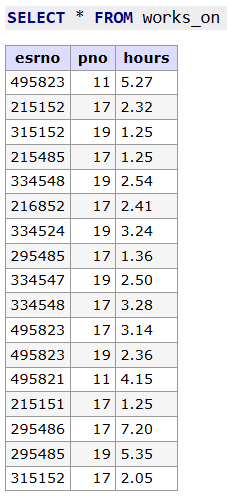 SELECT * FROM works_on
esrno pno hours
495823 11 5.27
215152 17 2.32
315152 19 1.25
215485 17 1.25
334548 19 2.54
216852 17 2.41
334524 19 3.24
295485 17 1.36
334547 19 2.50
334548 17 3.28
495823 17 3.14
495823 19 2.36
495821 11 4.15
215151 17 1.25
295486 17 7.20
295485 19 5.35
315152 17 2.05